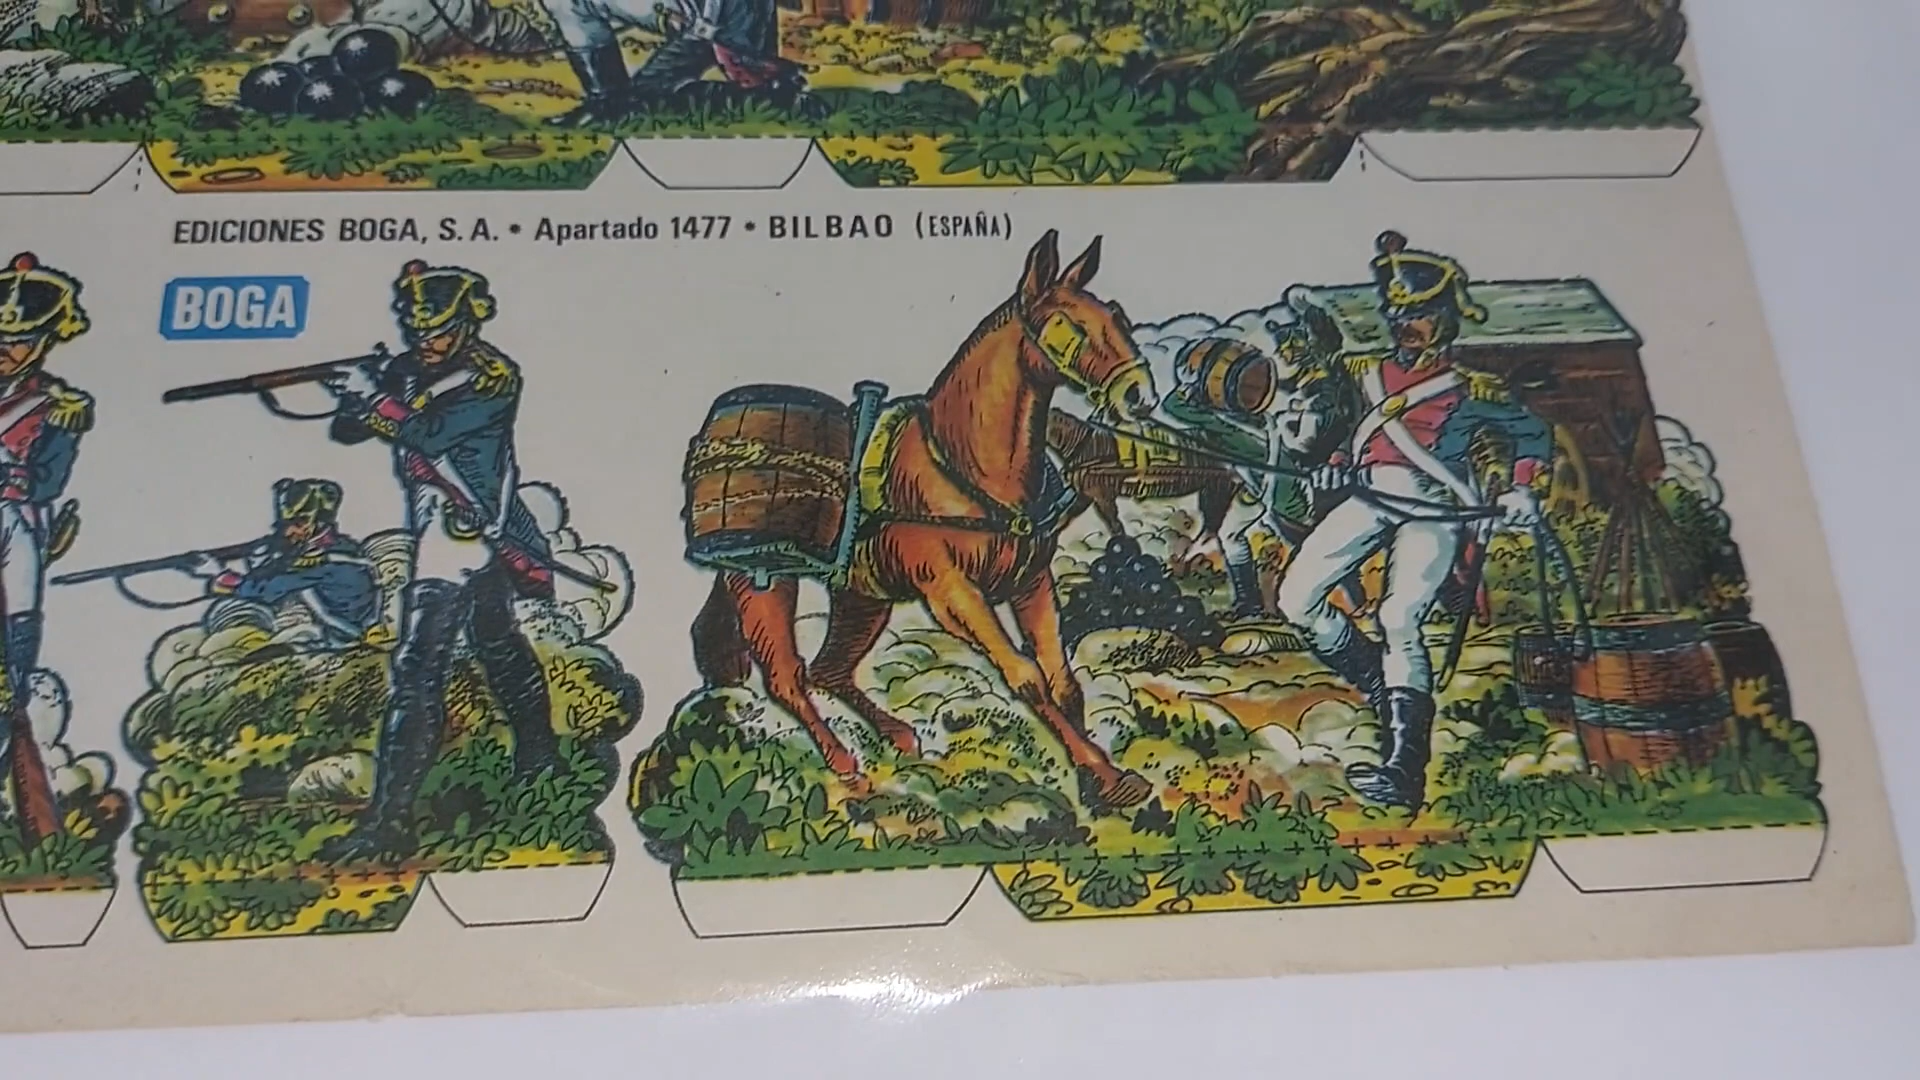 EDICIONES BOGA, S. A. • Apartado 1477 • BILBAO (ESPAÑA)
BOGA